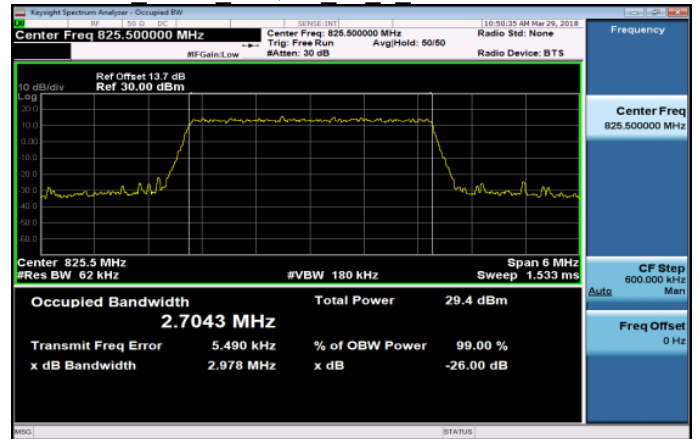 Keysight Spectrum Analyzer - Occupied BW
RF 50 Ω DC SENSE:INT 10:50:35 AM Mar 29, 2018
Center Freq 825.500000 MHz
Center Freq: 825.500000 MHz
Radio Std: None
Trig: Free Run Avg|Hold: 50/50
#IFGain:Low #Atten: 30 dB Radio Device: BTS
Frequency
Ref Offset 13.7 dB
10 dB/div Ref 30.00 dBm
Log
20.0
10.0
0.00
-10.0
-20.0
-30.0
-40.0
-50.0
-60.0
Center Freq
825.500000 MHz
Center 825.5 MHz Span 6 MHz
#Res BW 62 kHz #VBW 180 kHz Sweep 1.533 ms
CF Step
600.000 kHz
Auto Man
Occupied Bandwidth Total Power 29.4 dBm
2.7043 MHz
Transmit Freq Error 5.490 kHz % of OBW Power 99.00 %
x dB Bandwidth 2.978 MHz x dB -26.00 dB
Freq Offset
0 Hz
MSG STATUS